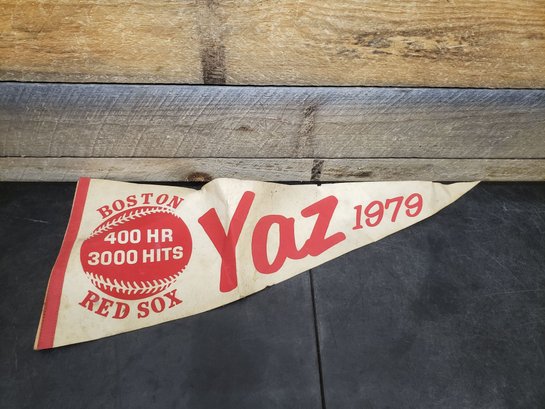 BOSTON
400 HR
3000 HITS
RED SOX
Yaz 1979